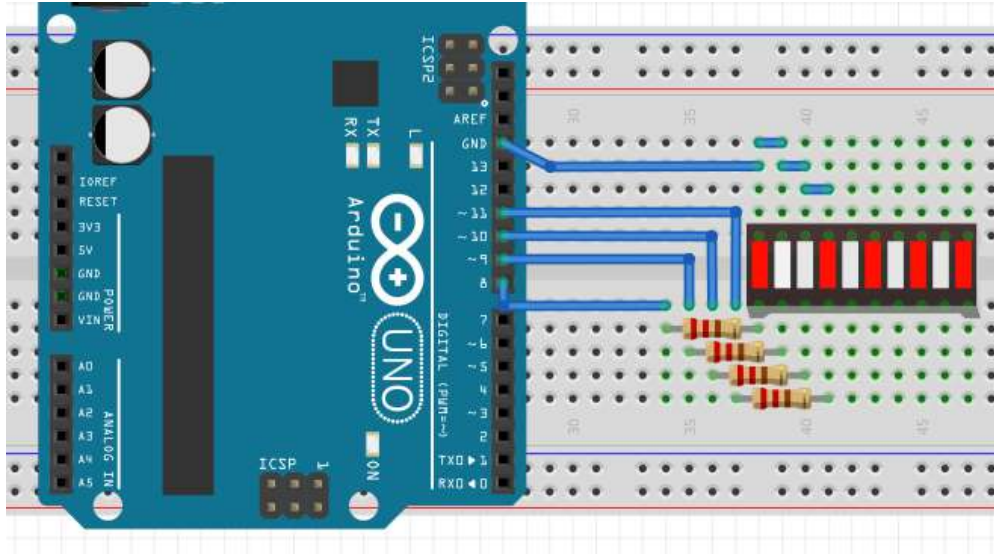 ICSP2
AREF
GND
13
12
~11
~10
~9
8
7
~6
~5
4
~3
2
TX0▶1
RX0◀0
RX
TX
L
IOREF
RESET
3V3
5V
GND
GND
VIN
POWER
A0
A1
A2
A3
A4
A5
ANALOG IN
Arduino™
UNO
DIGITAL (PWM=~)
ICSP
1
ON
30
35
40
45
30
35
40
45